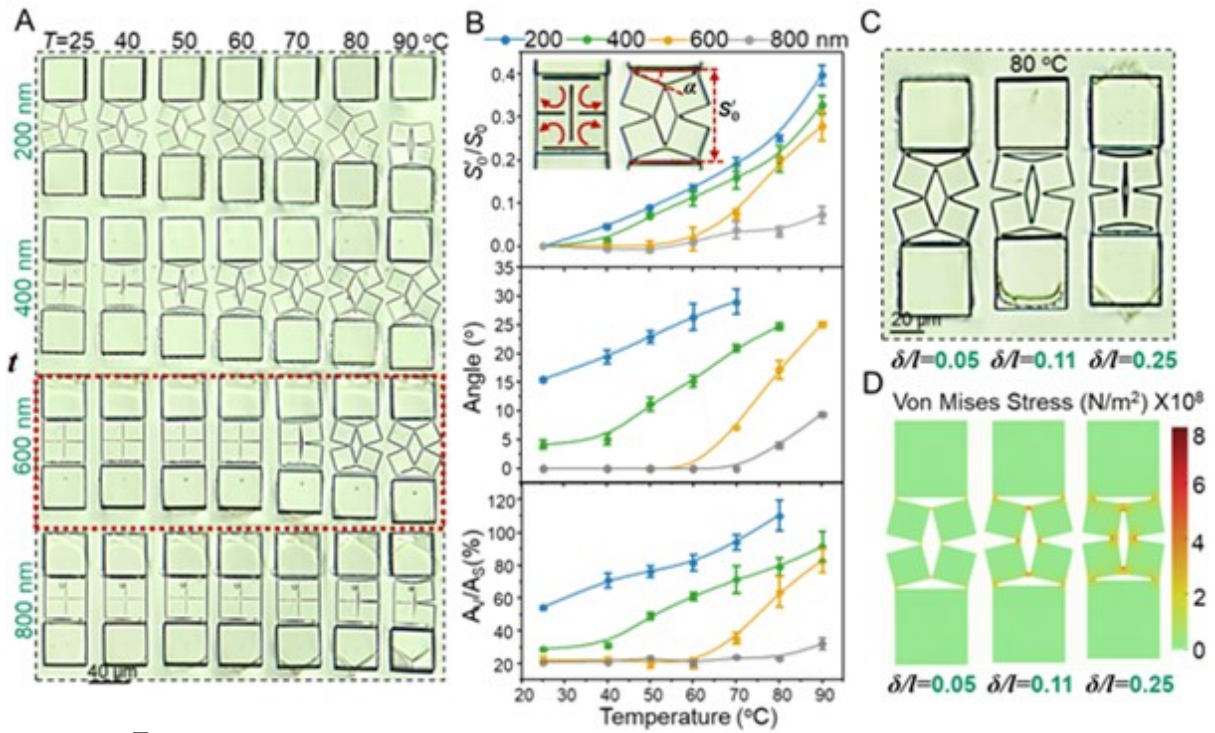 A
T=25 40 50 60 70 80 90 °C
200 nm
400 nm
t
600 nm
800 nm
40 µm
B
200 400 600 800 nm
S'₀/S₀
0.4
0.3
0.2
0.1
0.0
α
S'₀
Angle (°)
35
30
25
20
15
10
5
0
Aᵥ/Aₛ(%)
120
100
80
60
40
20
20 30 40 50 60 70 80 90
Temperature (°C)
C
80 °C
20 µm
δ/l=0.05 δ/l=0.11 δ/l=0.25
D
Von Mises Stress (N/m²) X10⁸
8
6
4
2
0
δ/l=0.05 δ/l=0.11 δ/l=0.25